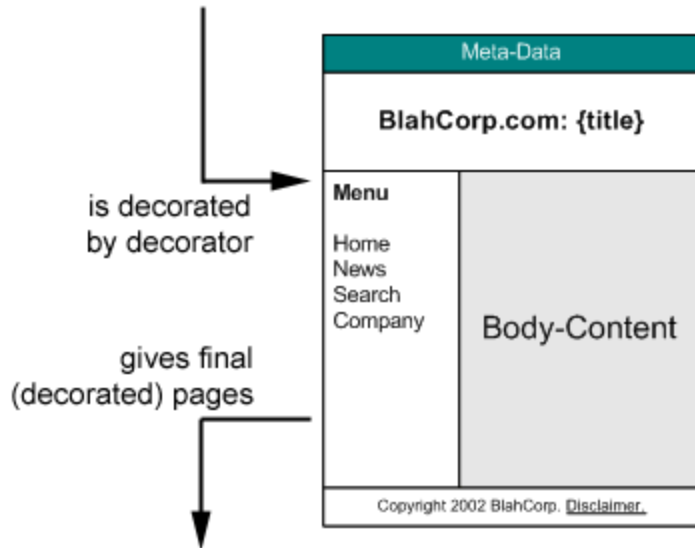 Meta-Data
BlahCorp.com: {title}
is decorated
by decorator
Menu
Home
News
Search
Company
Body-Content
gives final
(decorated) pages
Copyright 2002 BlahCorp. Disclaimer.